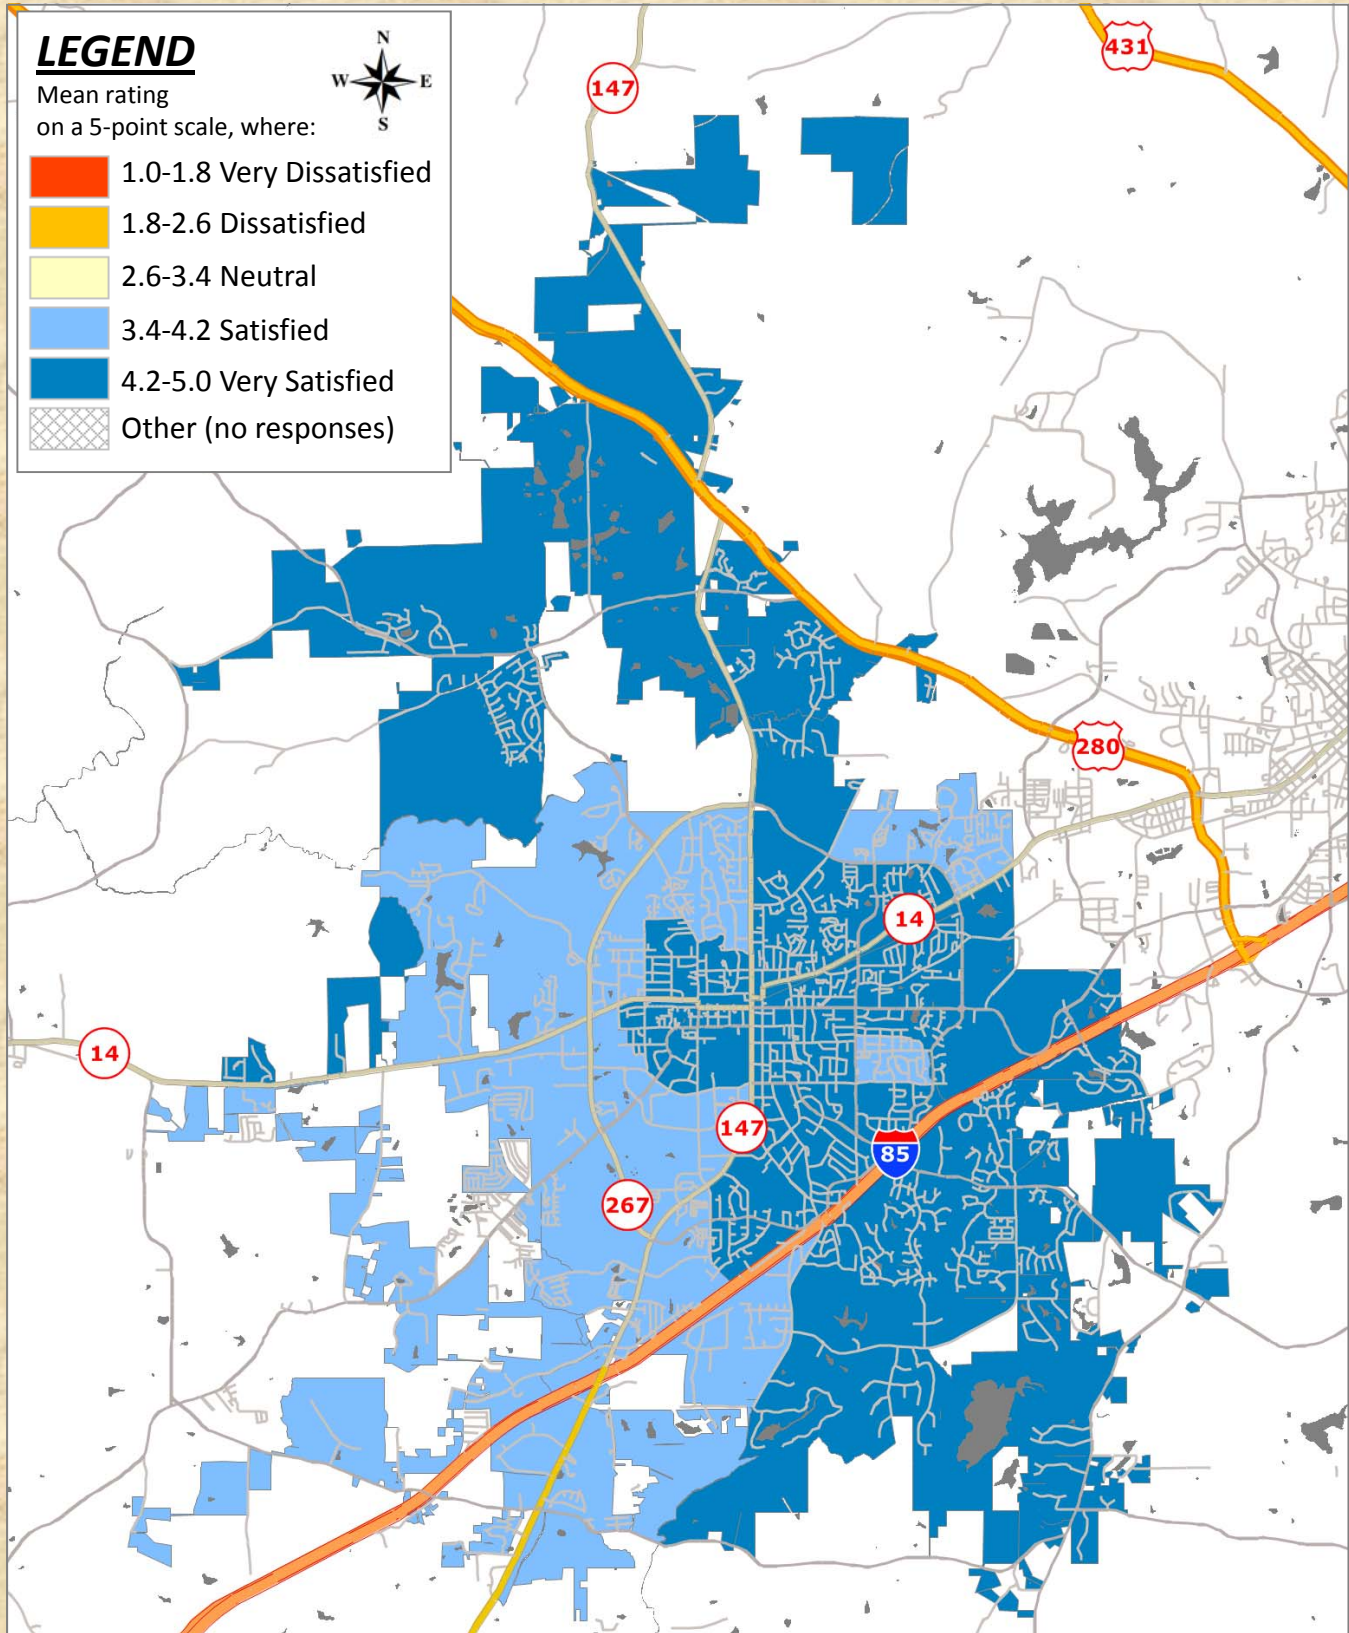 LEGEND
N
W E
S
Mean rating
on a 5-point scale, where:
1.0-1.8 Very Dissatisfied
1.8-2.6 Dissatisfied
2.6-3.4 Neutral
3.4-4.2 Satisfied
4.2-5.0 Very Satisfied
Other (no responses)
431
147
280
14
14
147
85
267